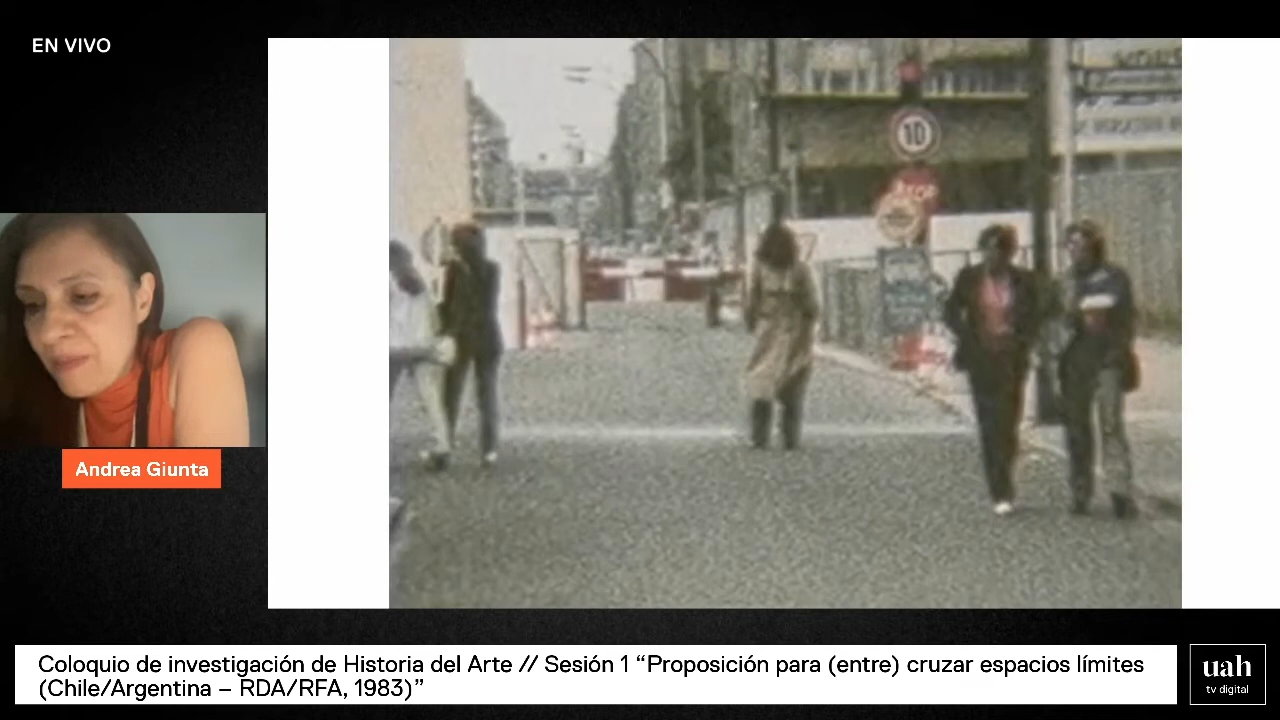 EN VIVO
10
Andrea Giunta
Coloquio de investigación de Historia del Arte // Sesión 1 “Proposición para (entre) cruzar espacios límites
(Chile/Argentina – RDA/RFA, 1983)”
uah
tv digital